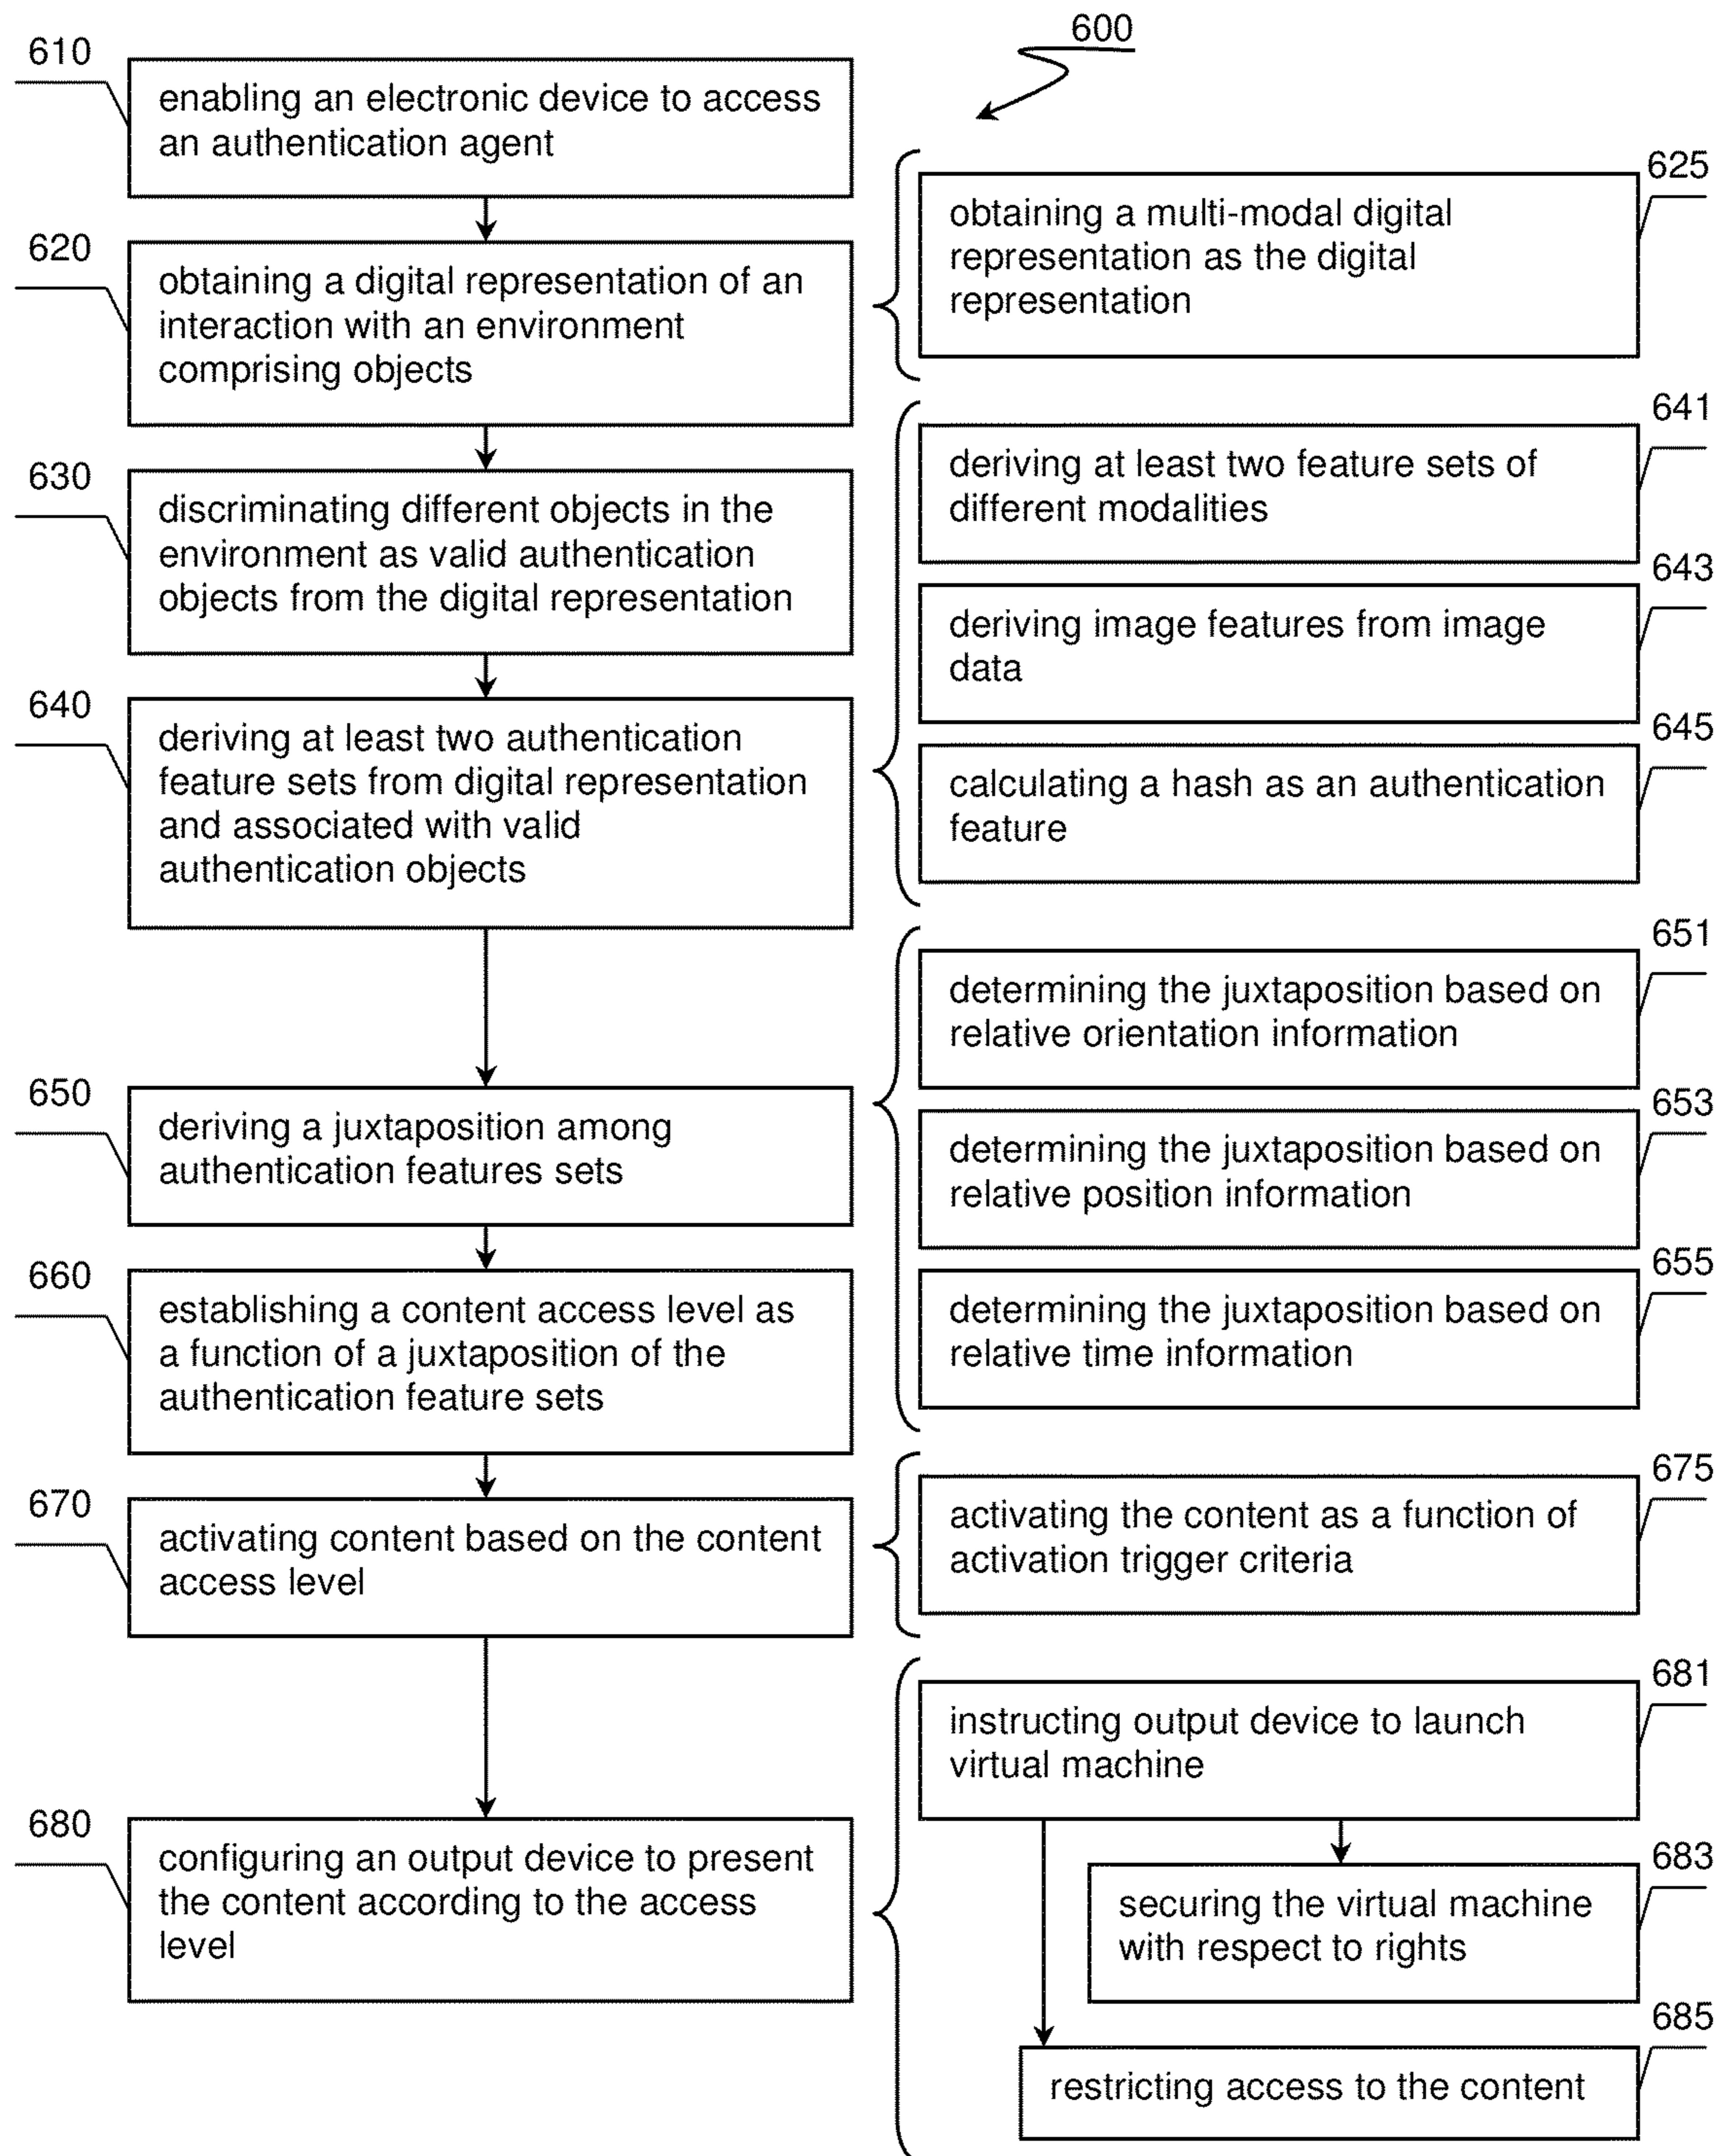 600
610
enabling an electronic device to access
an authentication agent
620
obtaining a digital representation of an
interaction with an environment
comprising objects
625
obtaining a multi-modal digital
representation as the digital
representation
630
discriminating different objects in the
environment as valid authentication
objects from the digital representation
640
deriving at least two authentication
feature sets from digital representation
and associated with valid
authentication objects
641
deriving at least two feature sets of
different modalities
643
deriving image features from image
data
645
calculating a hash as an authentication
feature
650
deriving a juxtaposition among
authentication features sets
651
determining the juxtaposition based on
relative orientation information
653
determining the juxtaposition based on
relative position information
655
determining the juxtaposition based on
relative time information
660
establishing a content access level as
a function of a juxtaposition of the
authentication feature sets
670
activating content based on the content
access level
675
activating the content as a function of
activation trigger criteria
680
configuring an output device to present
the content according to the access
level
681
instructing output device to launch
virtual machine
683
securing the virtual machine
with respect to rights
685
restricting access to the content